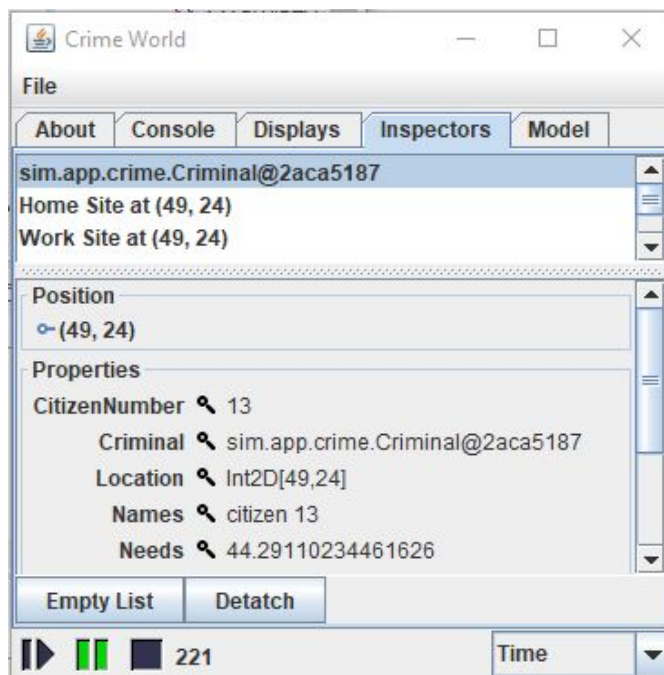 Crime World
File
About Console Displays Inspectors Model
sim.app.crime.Criminal@2aca5187
Home Site at (49, 24)
Work Site at (49, 24)
Position
(49, 24)
Properties
CitizenNumber 13
Criminal sim.app.crime.Criminal@2aca5187
Location Int2D[49,24]
Names citizen 13
Needs 44.29110234461626
Empty List Detatch
221 Time